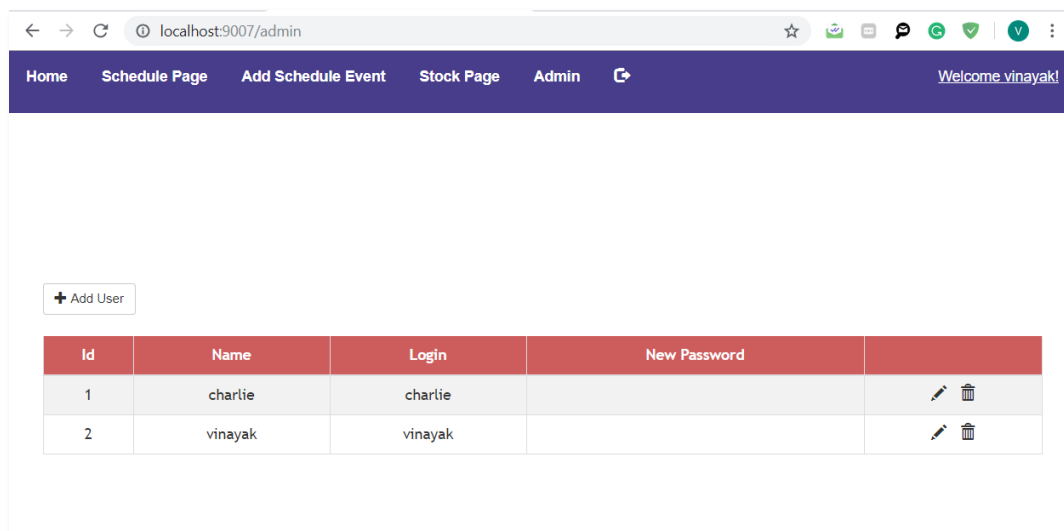 localhost:9007/admin
V
Home Schedule Page Add Schedule Event Stock Page Admin Welcome vinayak!
Add User
Id Name Login New Password
1 charlie charlie
2 vinayak vinayak